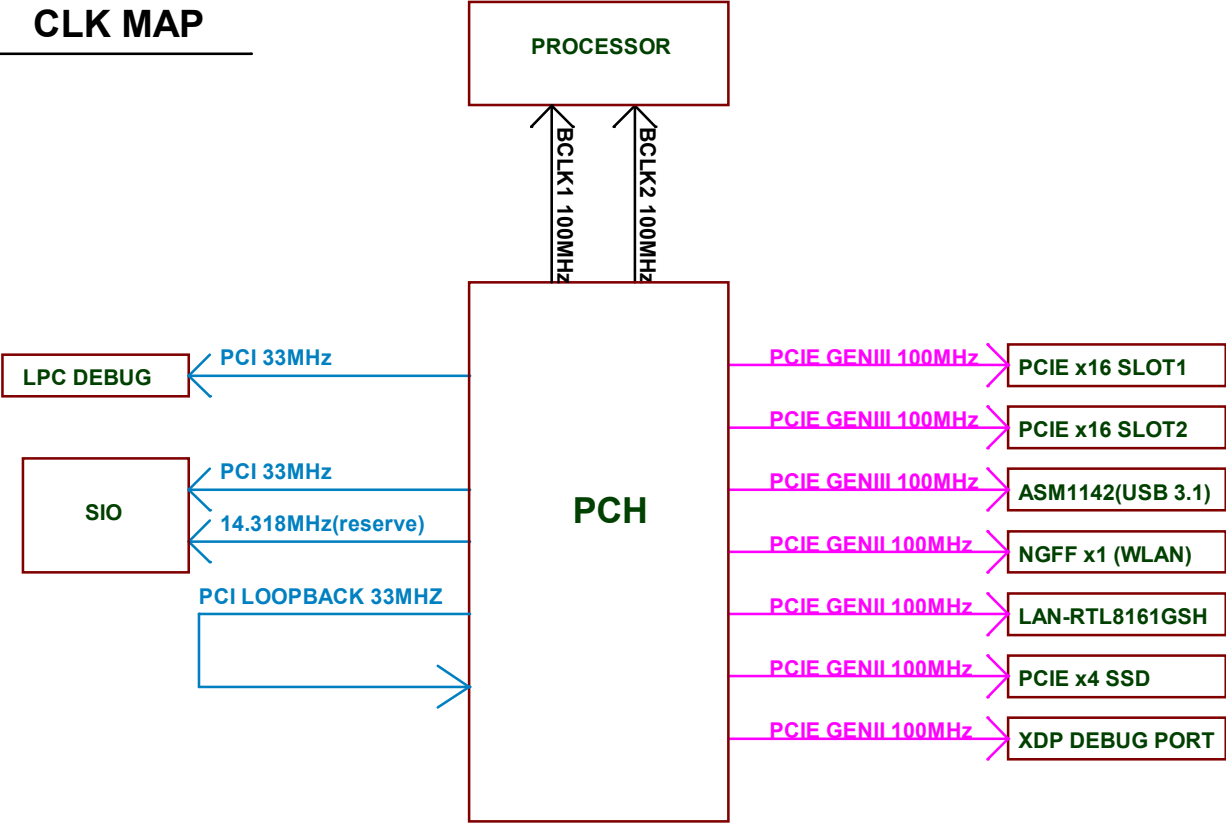 CLK MAP
PROCESSOR
BCLK1 100MHz
BCLK2 100MHz
PCI 33MHz
LPC DEBUG
PCI 33MHz
SIO
14.318MHz(reserve)
PCI LOOPBACK 33MHZ
PCH
PCIE GENIII 100MHz
PCIE x16 SLOT1
PCIE GENIII 100MHz
PCIE x16 SLOT2
PCIE GENIII 100MHz
ASM1142(USB 3.1)
PCIE GENII 100MHz
NGFF x1 (WLAN)
PCIE GENII 100MHz
LAN-RTL8161GSH
PCIE GENII 100MHz
PCIE x4 SSD
PCIE GENII 100MHz
XDP DEBUG PORT